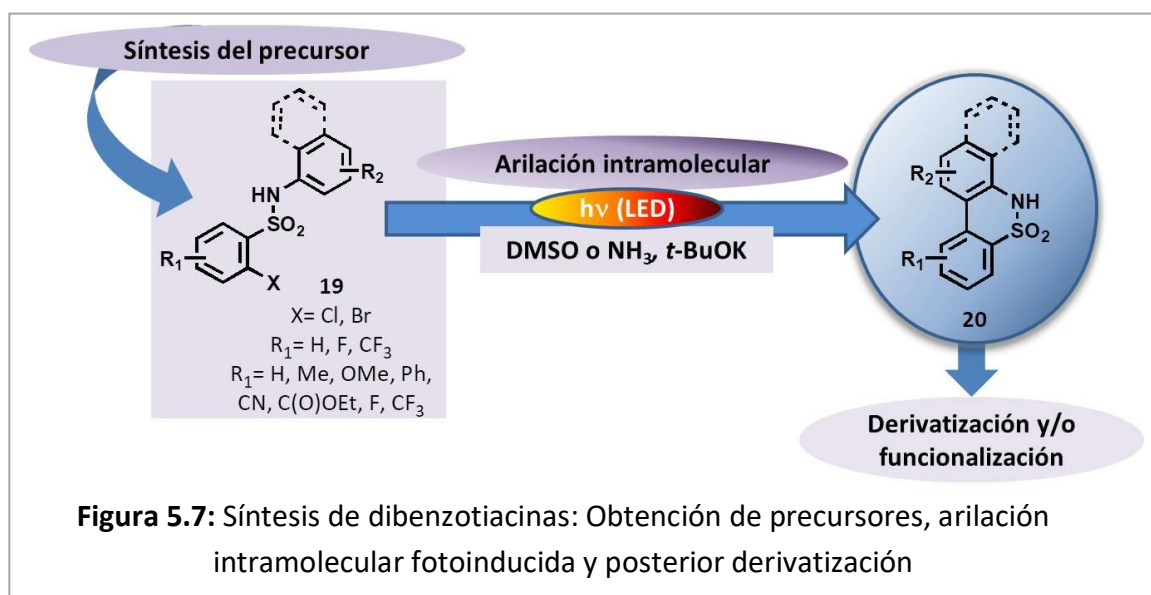 Síntesis del precursor
R₂
HN
SO₂
R₁
X
19
X= Cl, Br
R₁= H, F, CF₃
R₁= H, Me, OMe, Ph,
CN, C(O)OEt, F, CF₃
Arilación intramolecular
hν (LED)
DMSO o NH₃, t-BuOK
R₂
NH
SO₂
R₁
20
Derivatización y/o
funcionalización
Figura 5.7: Síntesis de dibenzotiacinas: Obtención de precursores, arilación
intramolecular fotoinducida y posterior derivatización